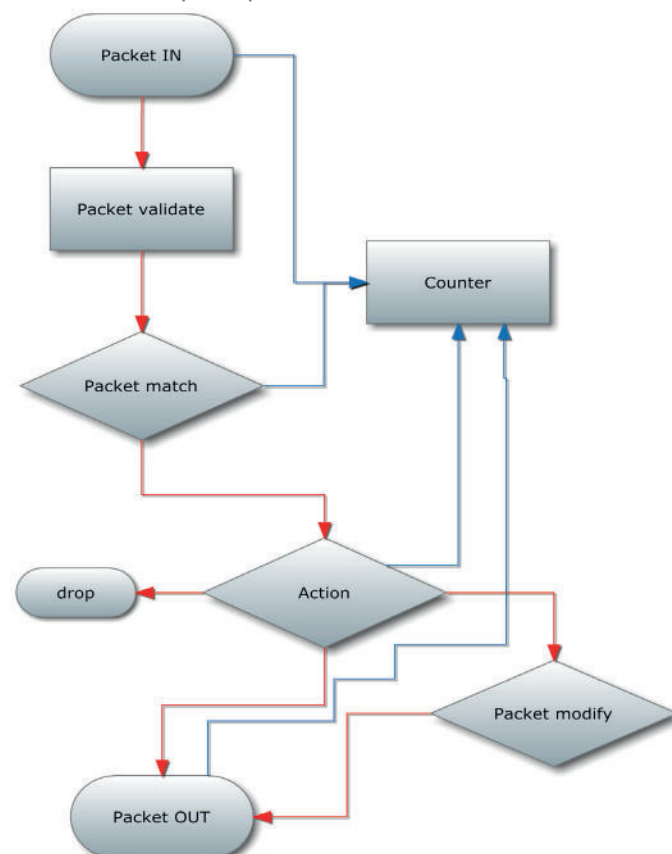 Packet IN
Packet validate
Counter
Packet match
drop
Action
Packet modify
Packet OUT